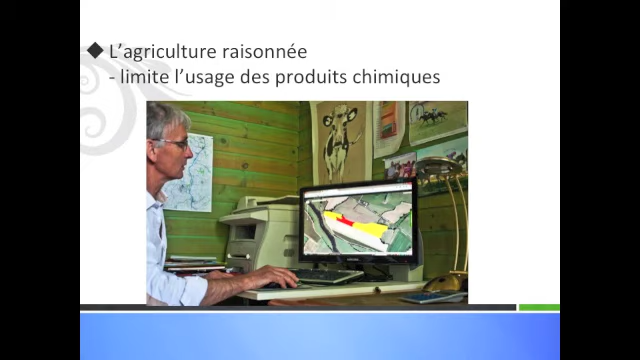 L’agriculture raisonnée
- limite l’usage des produits chimiques